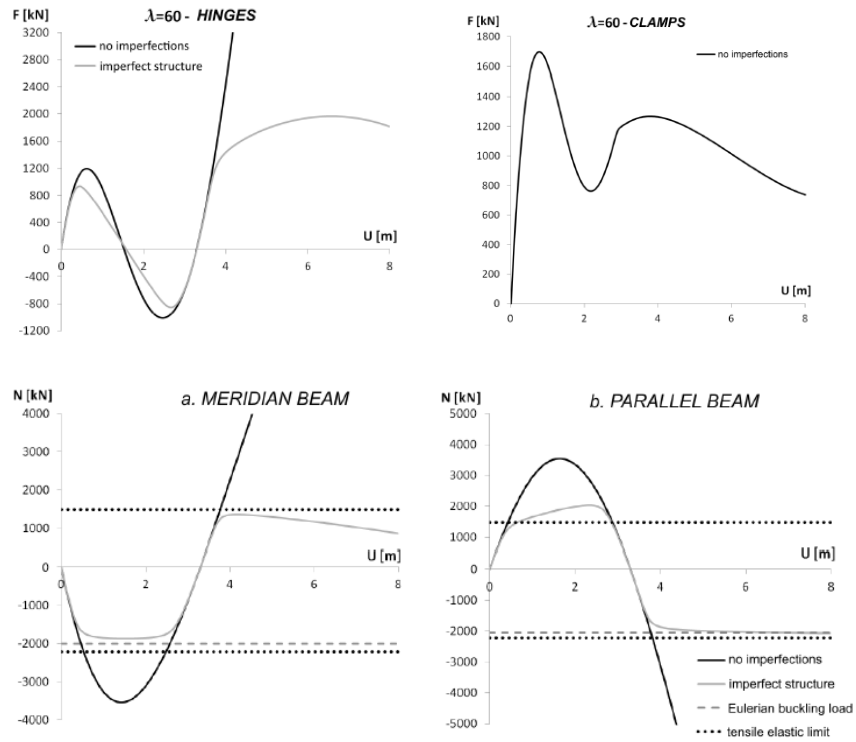 F [kN]
λ=60 - HINGES
3200
2800
2400
2000
1600
1200
800
400
0
-400
-800
-1200
no imperfections
imperfect structure
U [m]
0 2 4 6 8
F [kN]
λ=60 -CLAMPS
1800
1600
1400
1200
1000
800
600
400
200
0
no imperfections
U [m]
0 2 4 6 8
N [kN]
a. MERIDIAN BEAM
4000
3000
2000
1000
0
-1000
-2000
-3000
-4000
U [m]
0 2 4 6 8
N [kN]
b. PARALLEL BEAM
5000
4000
3000
2000
1000
0
-1000
-2000
-3000
-4000
-5000
U [m]
0 2 4 6 8
no imperfections
imperfect structure
Eulerian buckling load
tensile elastic limit